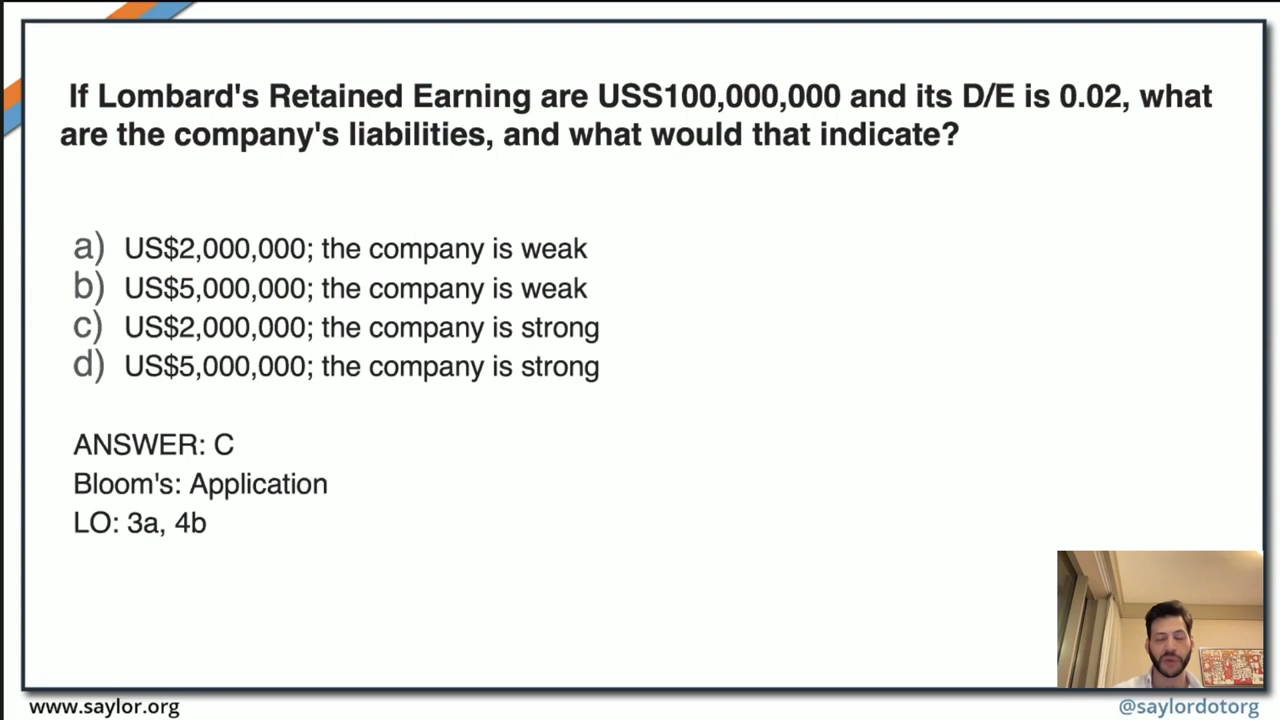 If Lombard's Retained Earning are USS100,000,000 and its D/E is 0.02, what
are the company's liabilities, and what would that indicate?
a) US$2,000,000; the company is weak
b) US$5,000,000; the company is weak
c) US$2,000,000; the company is strong
d) US$5,000,000; the company is strong
ANSWER: C
Bloom's: Application
LO: 3a, 4b
www.saylor.org
@saylordotorg